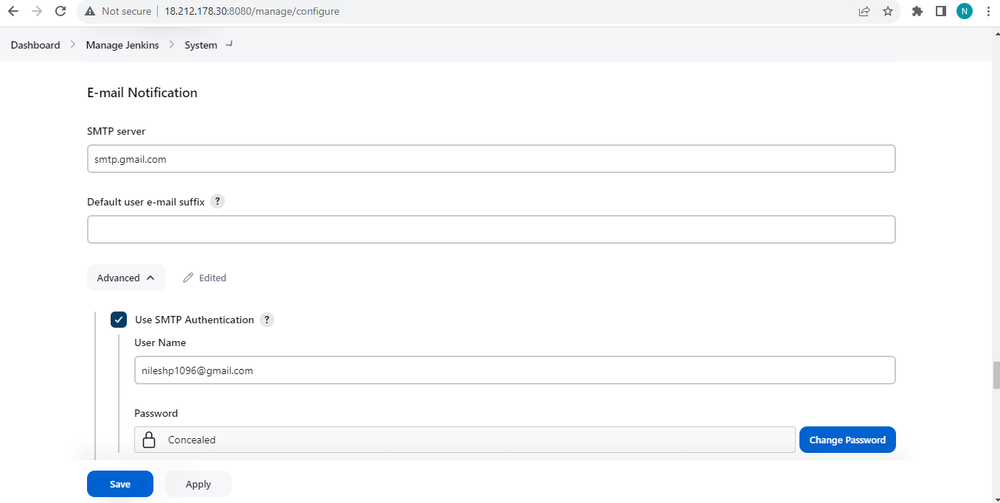 Not secure 18.212.178.30:8080/manage/configure N
Dashboard Manage Jenkins System
E-mail Notification
SMTP server
smtp.gmail.com
Default user e-mail suffix ?
Advanced Edited
Use SMTP Authentication ?
User Name
nileshp1096@gmail.com
Password
Concealed Change Password
Save Apply